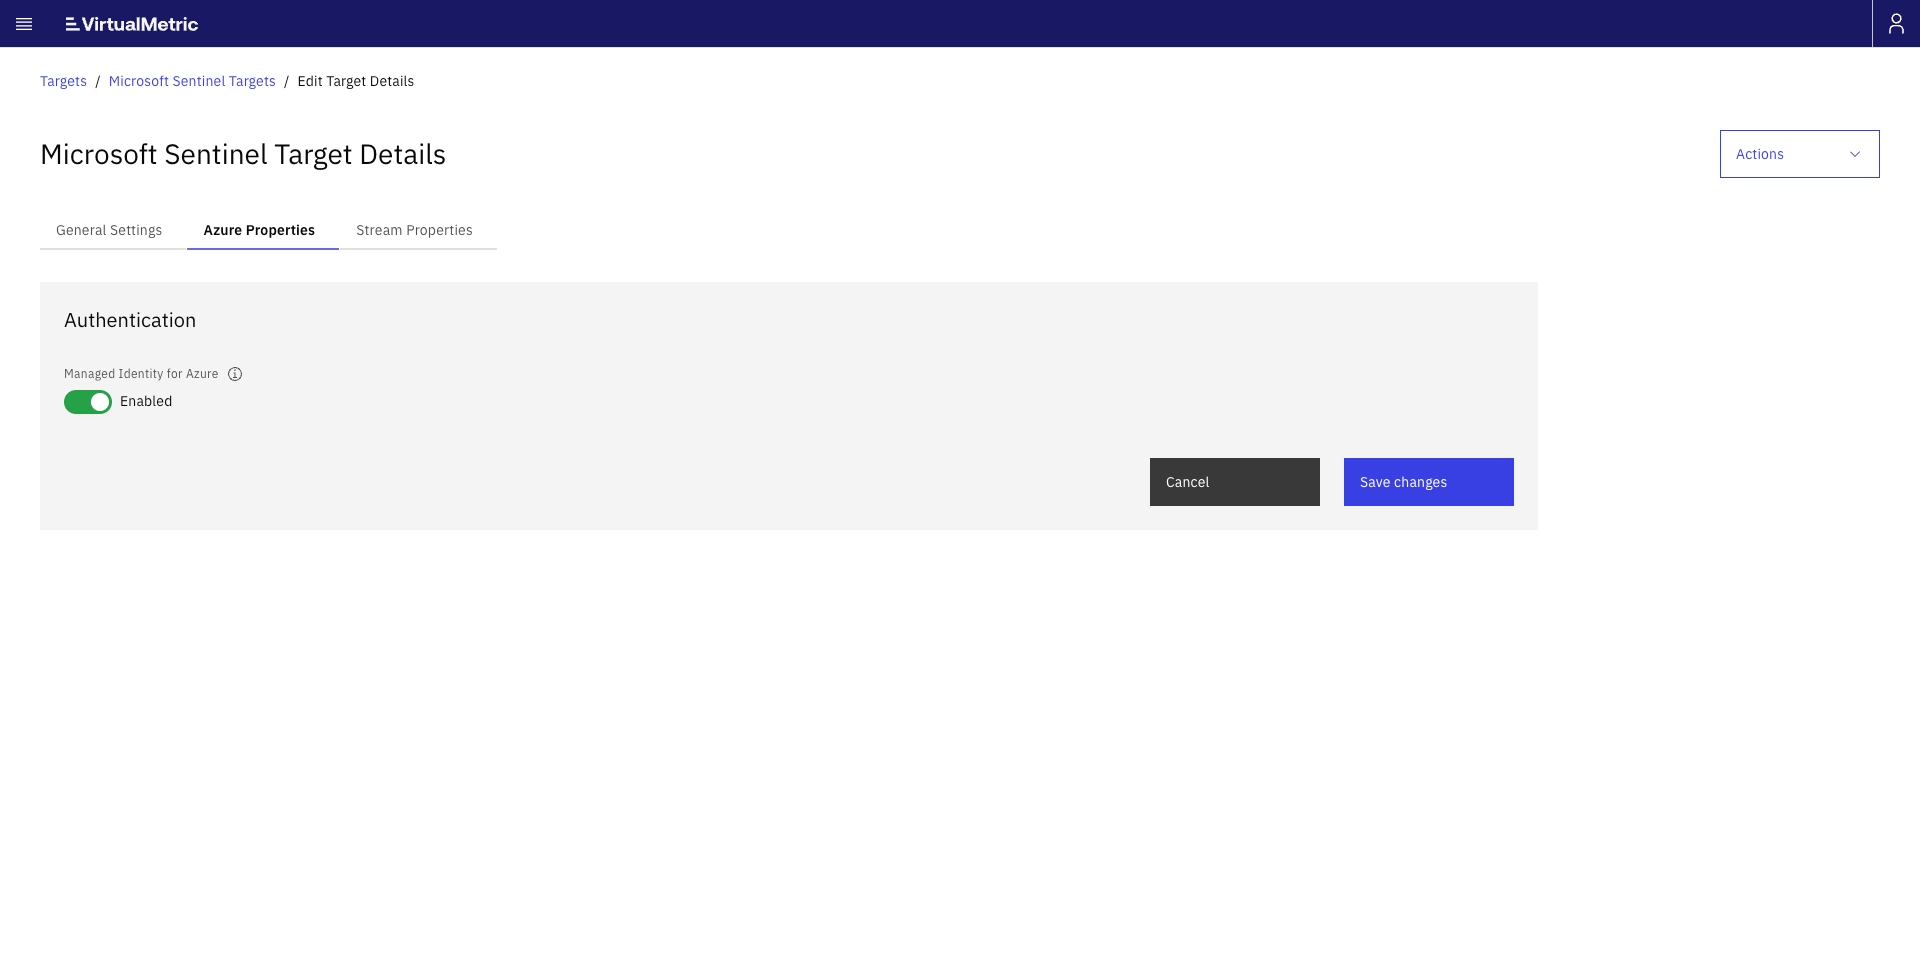 VirtualMetric
Targets / Microsoft Sentinel Targets / Edit Target Details
Microsoft Sentinel Target Details
Actions
General Settings Azure Properties Stream Properties
Authentication
Managed Identity for Azure
Enabled
Cancel Save changes